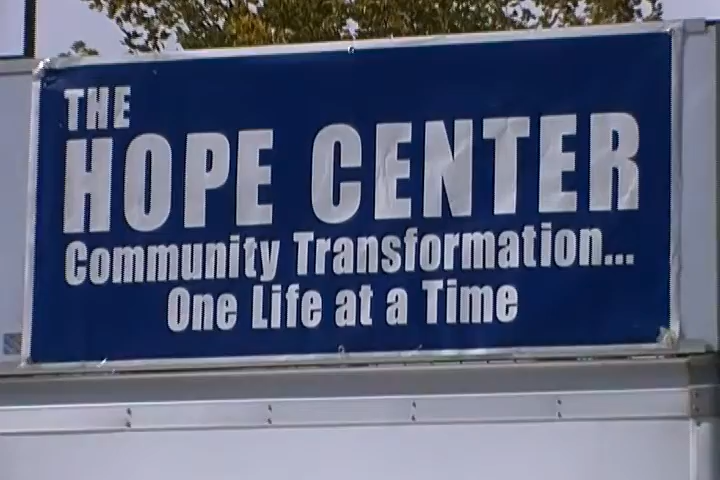 THE
HOPE CENTER
Community Transformation...
One Life at a Time